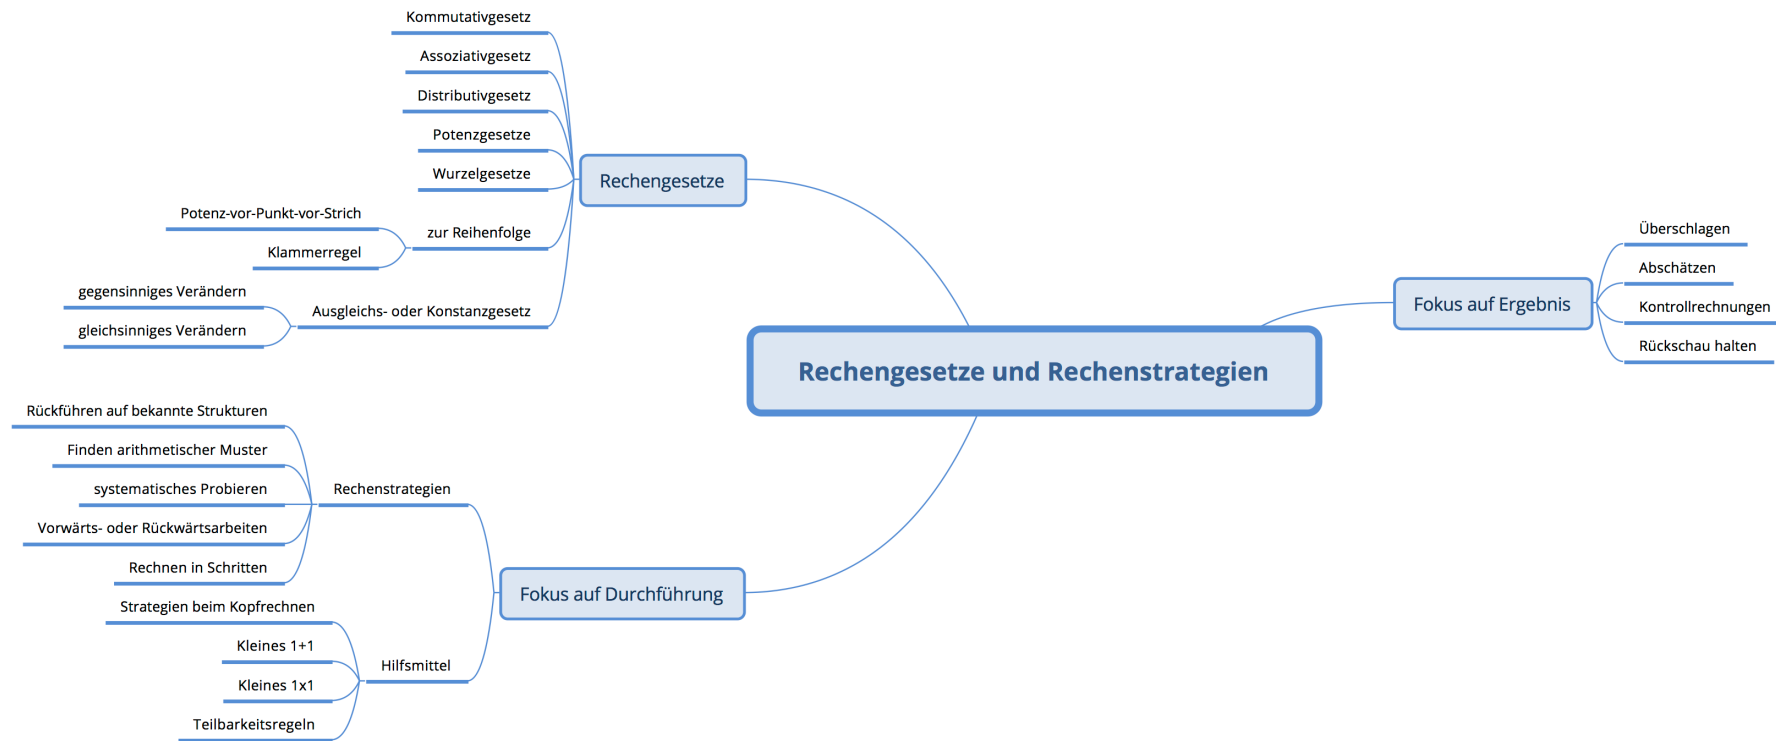 Kommutativgesetz
Assoziativgesetz
Distributivgesetz
Potenzgesetze
Wurzelgesetze
Rechengesetze
Potenz-vor-Punkt-vor-Strich
Klammerregel
zur Reihenfolge
gegensinniges Verändern
gleichsinniges Verändern
Ausgleichs- oder Konstanzgesetz
Überschlagen
Abschätzen
Kontrollrechnungen
Rückschau halten
Fokus auf Ergebnis
Rechengesetze und Rechenstrategien
Rückführen auf bekannte Strukturen
Finden arithmetischer Muster
systematisches Probieren
Vorwärts- oder Rückwärtsarbeiten
Rechnen in Schritten
Rechenstrategien
Fokus auf Durchführung
Strategien beim Kopfrechnen
Kleines 1+1
Kleines 1x1
Teilbarkeitsregeln
Hilfsmittel